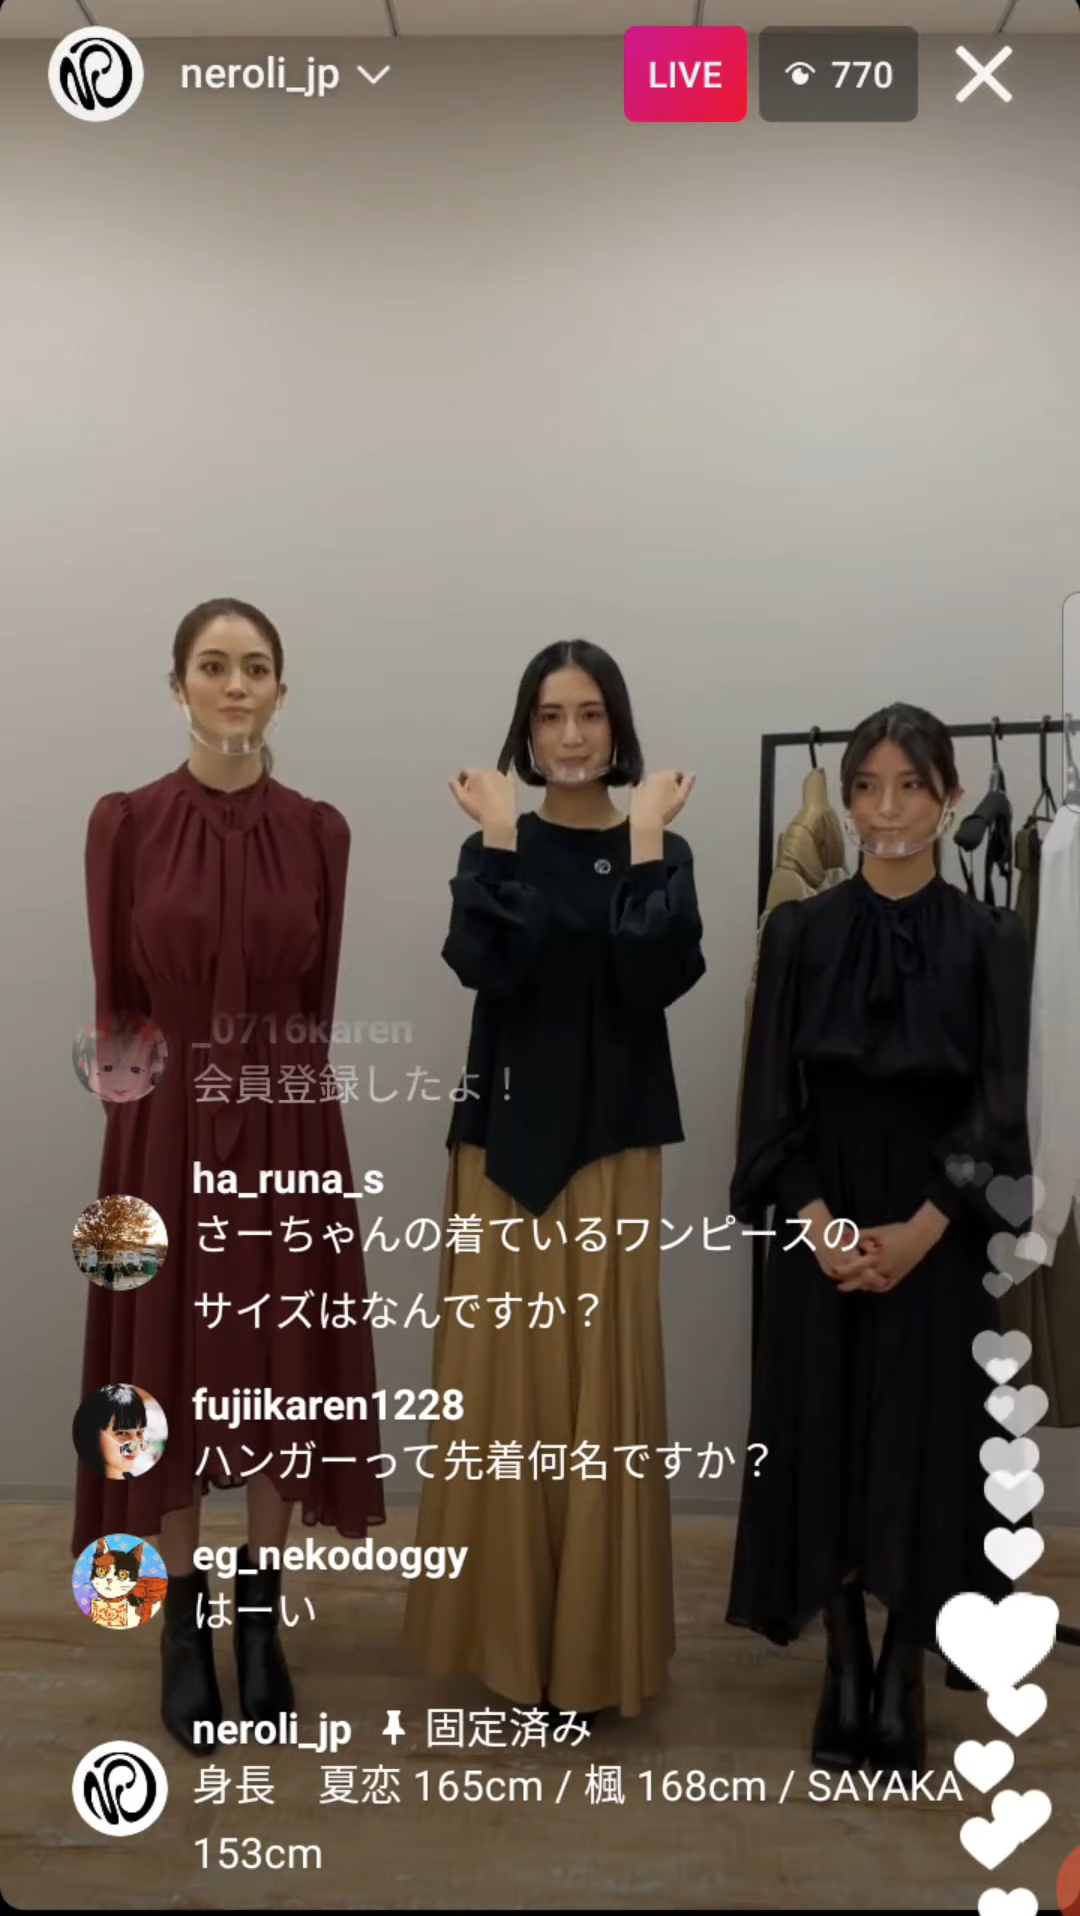 neroli_jp
LIVE
770
_0716karen
会員登録したよ！
ha_runa_s
さーちゃんの着ているワンピースの
サイズはなんですか？
fujiikaren1228
ハンガーって先着何名ですか？
eg_nekodoggy
はーい
neroli_jp 固定済み
身長　夏恋 165cm / 楓 168cm / SAYAKA
153cm